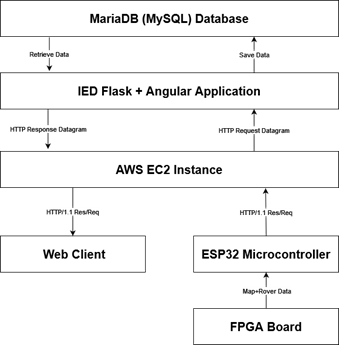 MariaDB (MySQL) Database
Retrieve Data
Save Data
IED Flask + Angular Application
HTTP Response Datagram
HTTP Request Datagram
AWS EC2 Instance
HTTP/1.1 Res/Req
HTTP/1.1 Res/Req
Web Client
ESP32 Microcontroller
Map+Rover Data
FPGA Board